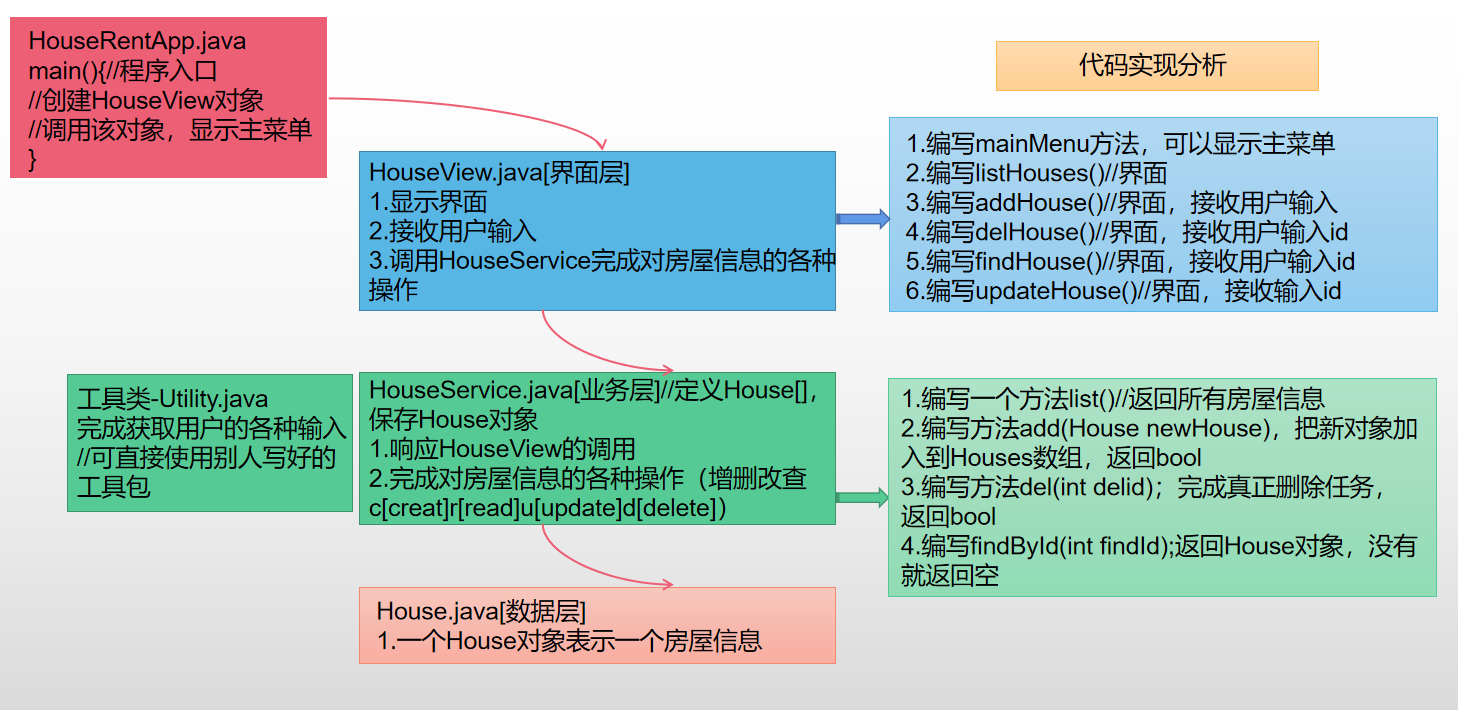 HouseRentApp.java
main(){//程序入口
//创建HouseView对象
//调用该对象，显示主菜单
}
代码实现分析
HouseView.java[界面层]
1.显示界面
2.接收用户输入
3.调用HouseService完成对房屋信息的各种
操作
1.编写mainMenu方法，可以显示主菜单
2.编写listHouses()//界面
3.编写addHouse()//界面，接收用户输入
4.编写delHouse()//界面，接收用户输入id
5.编写findHouse()//界面，接收用户输入id
6.编写updateHouse()//界面，接收输入id
工具类-Utility.java
完成获取用户的各种输入
//可直接使用别人写好的
工具包
HouseService.java[业务层]//定义House[]，
保存House对象
1.响应HouseView的调用
2.完成对房屋信息的各种操作（增删改查
c[creat]r[read]u[update]d[delete]）
1.编写一个方法list()//返回所有房屋信息
2.编写方法add(House newHouse)，把新对象加
入到Houses数组，返回bool
3.编写方法del(int delid)；完成真正删除任务，
返回bool
4.编写findById(int findId);返回House对象，没有
就返回空
House.java[数据层]
1.一个House对象表示一个房屋信息